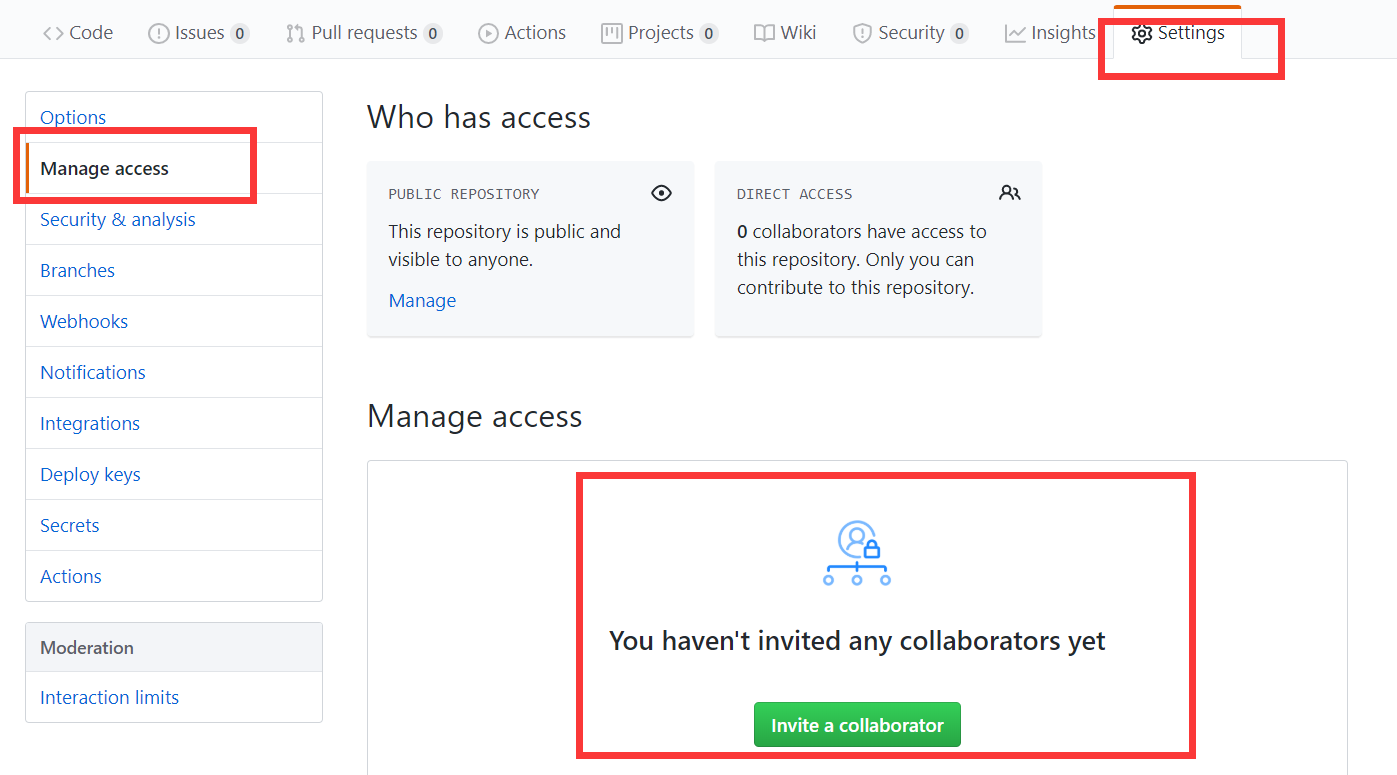 Code Issues 0 Pull requests 0 Actions Projects 0 Wiki Security 0 Insights Settings
Options
Manage access
Security & analysis
Branches
Webhooks
Notifications
Integrations
Deploy keys
Secrets
Actions
Moderation
Interaction limits
Who has access
PUBLIC REPOSITORY
This repository is public and
visible to anyone.
Manage
DIRECT ACCESS
0 collaborators have access to
this repository. Only you can
contribute to this repository.
Manage access
You haven't invited any collaborators yet
Invite a collaborator